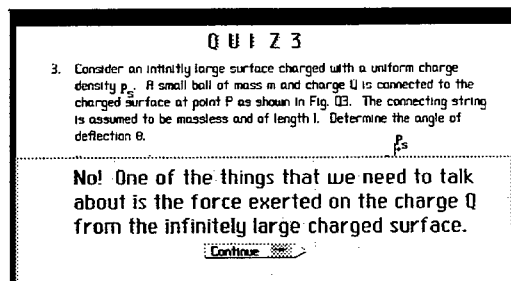 QUIZ 3
3. Consider an infinitly large surface charged with a uniform charge
density ρs. A small ball of mass m and charge Q is connected to the
charged surface at point P as shown in Fig. Q3. The connecting string
is assumed to be massless and of length l. Determine the angle of
deflection θ.
ρs
No! One of the things that we need to talk
about is the force exerted on the charge Q
from the infinitely large charged surface.
Continue